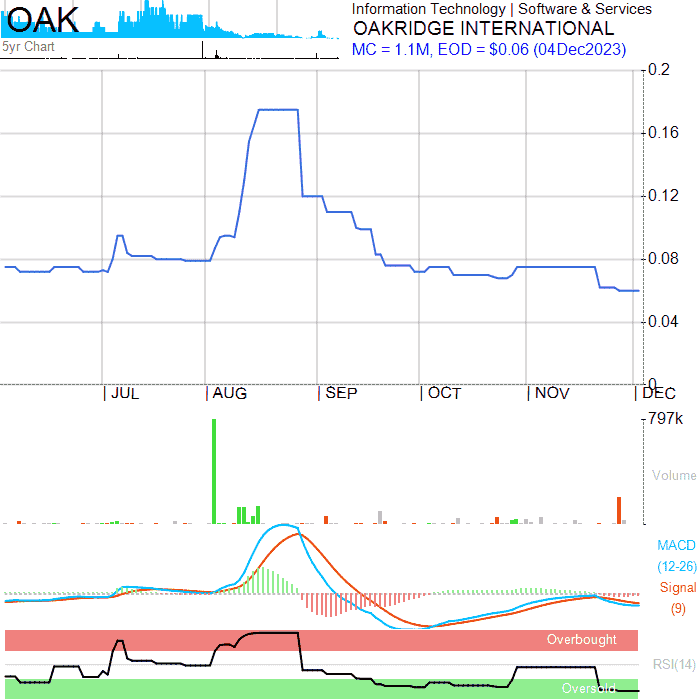 OAK
Information Technology | Software & Services
OAKRIDGE INTERNATIONAL
5yr Chart
MC = 1.1M, EOD = $0.06 (04Dec2023)
0.2
0.16
0.12
0.08
0.04
0
JUL AUG SEP OCT NOV DEC
797k
Volume
MACD
(12-26)
Signal
(9)
Overbought
RSI(14)
Oversold